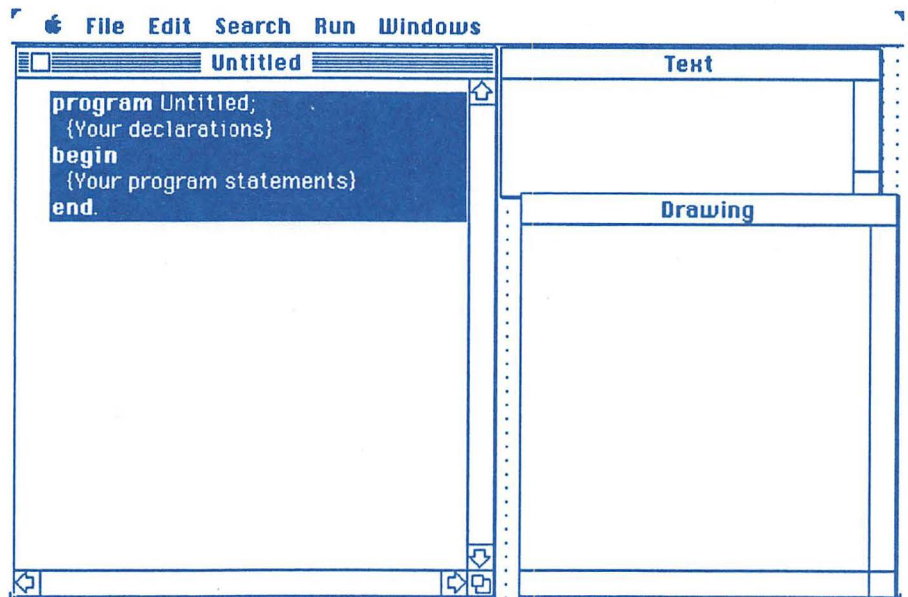 File Edit Search Run Windows
Untitled
program Untitled;
{Your declarations}
begin
{Your program statements}
end.
Text
Drawing